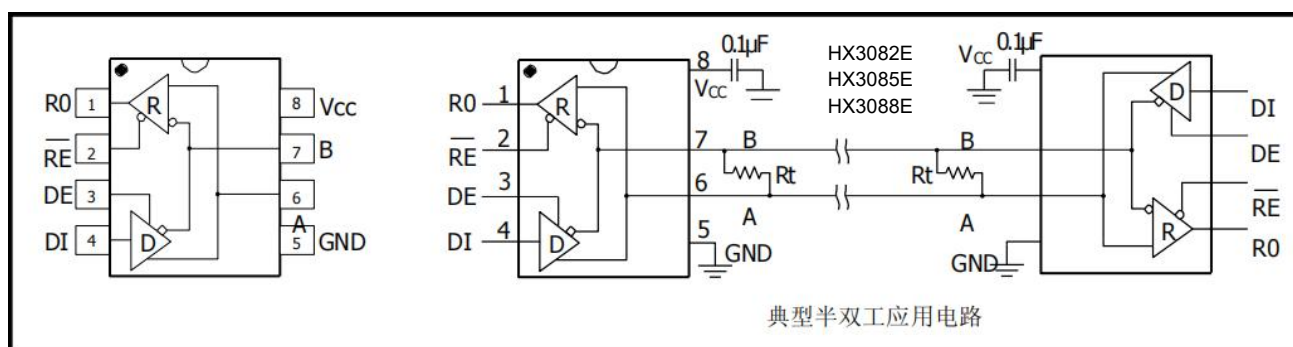 R0 1
R
8 Vcc
RE 2
7 B
DE 3
6
A
DI 4
D
5 GND
0.1μF
8
Vcc
R0 1
R
RE 2
7 B
DE 3
Rt
6
A
DI 4
D
5
GND
HX3082E
HX3085E
HX3088E
Vcc 0.1μF
D
DI
DE
B
Rt
A
RE
R
R0
GND
典型半双工应用电路